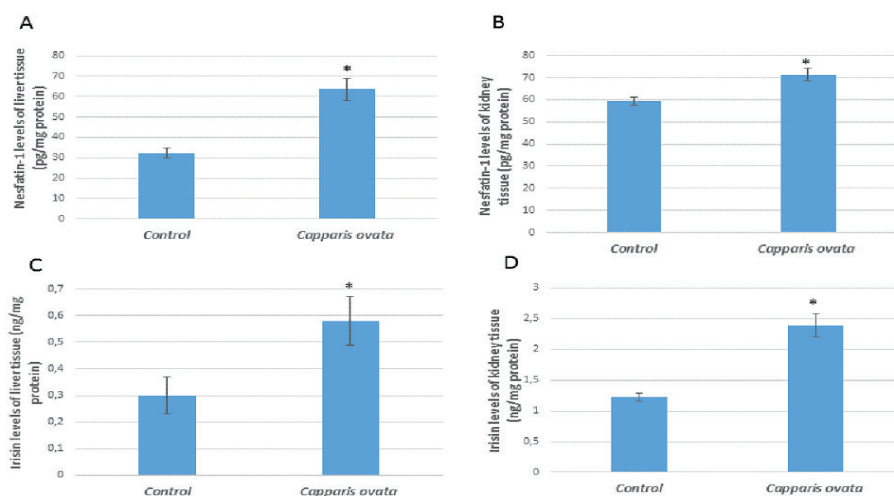 A
Nesfatin-1 levels of liver tissue
(pg/mg protein)
80
70
60
50
40
30
20
10
0
*
Control
Capparis ovata
B
Nesfatin-1 levels of kidney
tissue (pg/mg protein)
80
70
60
50
40
30
20
10
0
*
Control
Capparis ovata
C
Irisin levels of liver tissue (ng/mg
protein)
0,7
0,6
0,5
0,4
0,3
0,2
0,1
0
*
Control
Capparis ovata
D
Irisin levels of kidney tissue
(ng/mg protein)
3
2,5
2
1,5
1
0,5
0
*
Control
Capparis ovata